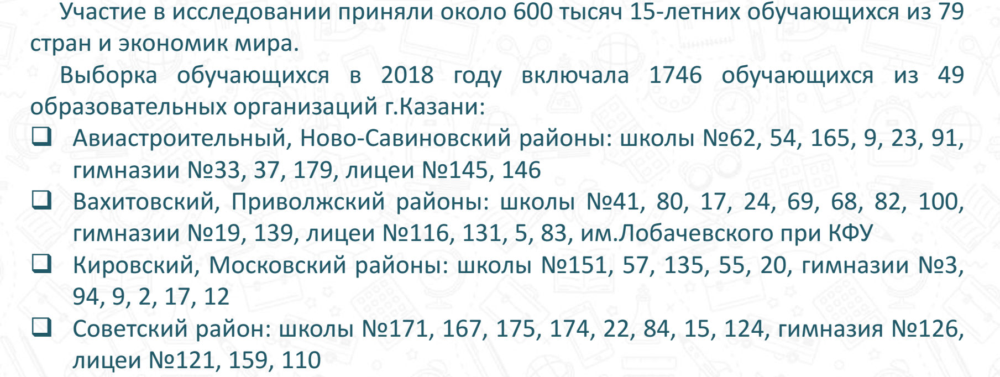 Участие в исследовании приняли около 600 тысяч 15-летних обучающихся из 79
стран и экономик мира.
Выборка обучающихся в 2018 году включала 1746 обучающихся из 49
образовательных организаций г.Казани:
❑ Авиастроительный, Ново-Савиновский районы: школы №62, 54, 165, 9, 23, 91,
гимназии №33, 37, 179, лицеи №145, 146
❑ Вахитовский, Приволжский районы: школы №41, 80, 17, 24, 69, 68, 82, 100,
гимназии №19, 139, лицеи №116, 131, 5, 83, им.Лобачевского при КФУ
❑ Кировский, Московский районы: школы №151, 57, 135, 55, 20, гимназии №3,
94, 9, 2, 17, 12
❑ Советский район: школы №171, 167, 175, 174, 22, 84, 15, 124, гимназия №126,
лицеи №121, 159, 110